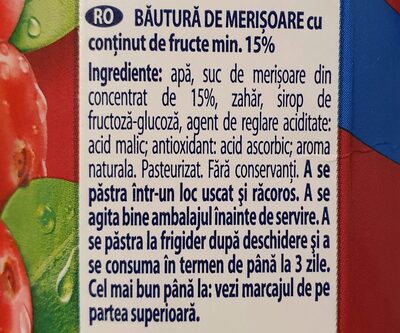 RO BĂUTURĂ DE MERIȘOARE cu
conținut de fructe min. 15%
Ingrediente: apă, suc de merișoare din
concentrat de 15%, zahăr, sirop de
fructoză-glucoză, agent de reglare aciditate:
acid malic; antioxidant: acid ascorbic; aroma
naturala. Pasteurizat. Fără conservanți. A se
păstra într-un loc uscat și răcoros. A se
agita bine ambalajul înainte de servire. A
se păstra la frigider după deschidere și a
se consuma în termen de până la 3 zile.
Cel mai bun până la: vezi marcajul de pe
partea superioară.